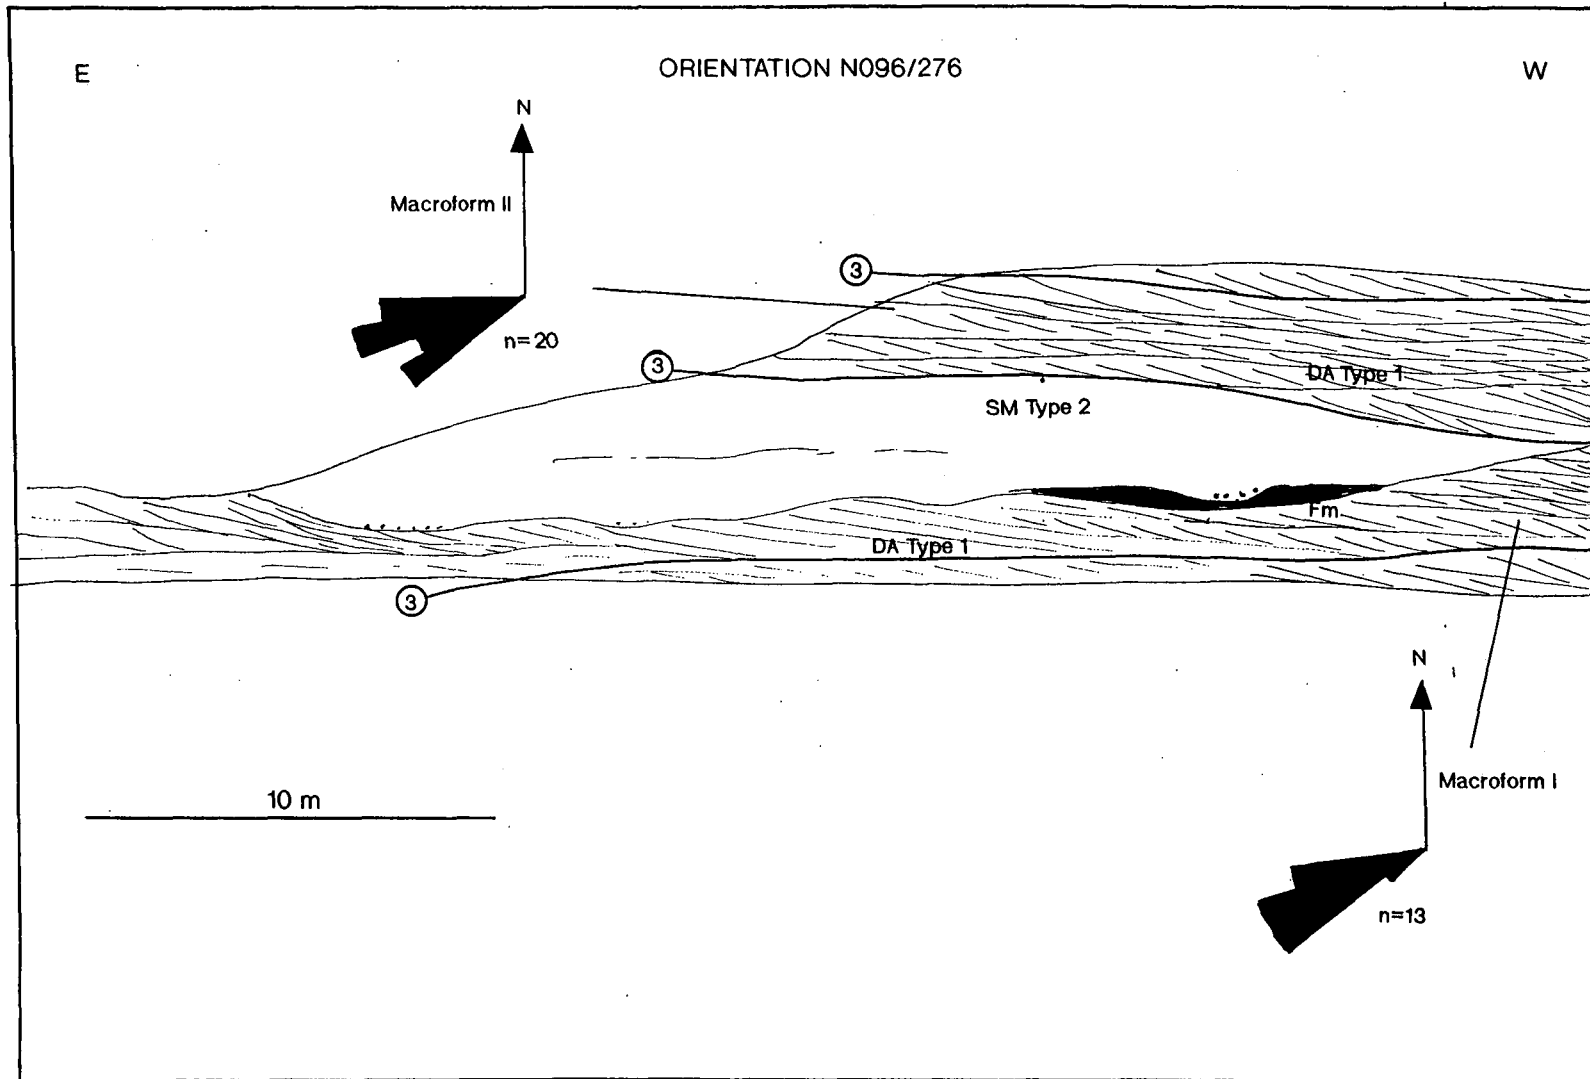 E
ORIENTATION N096/276
W
N
Macroform II
n=20
3
3
DA Type 1
SM Type 2
Fm
DA Type 1
3
N
Macroform I
10 m
n=13